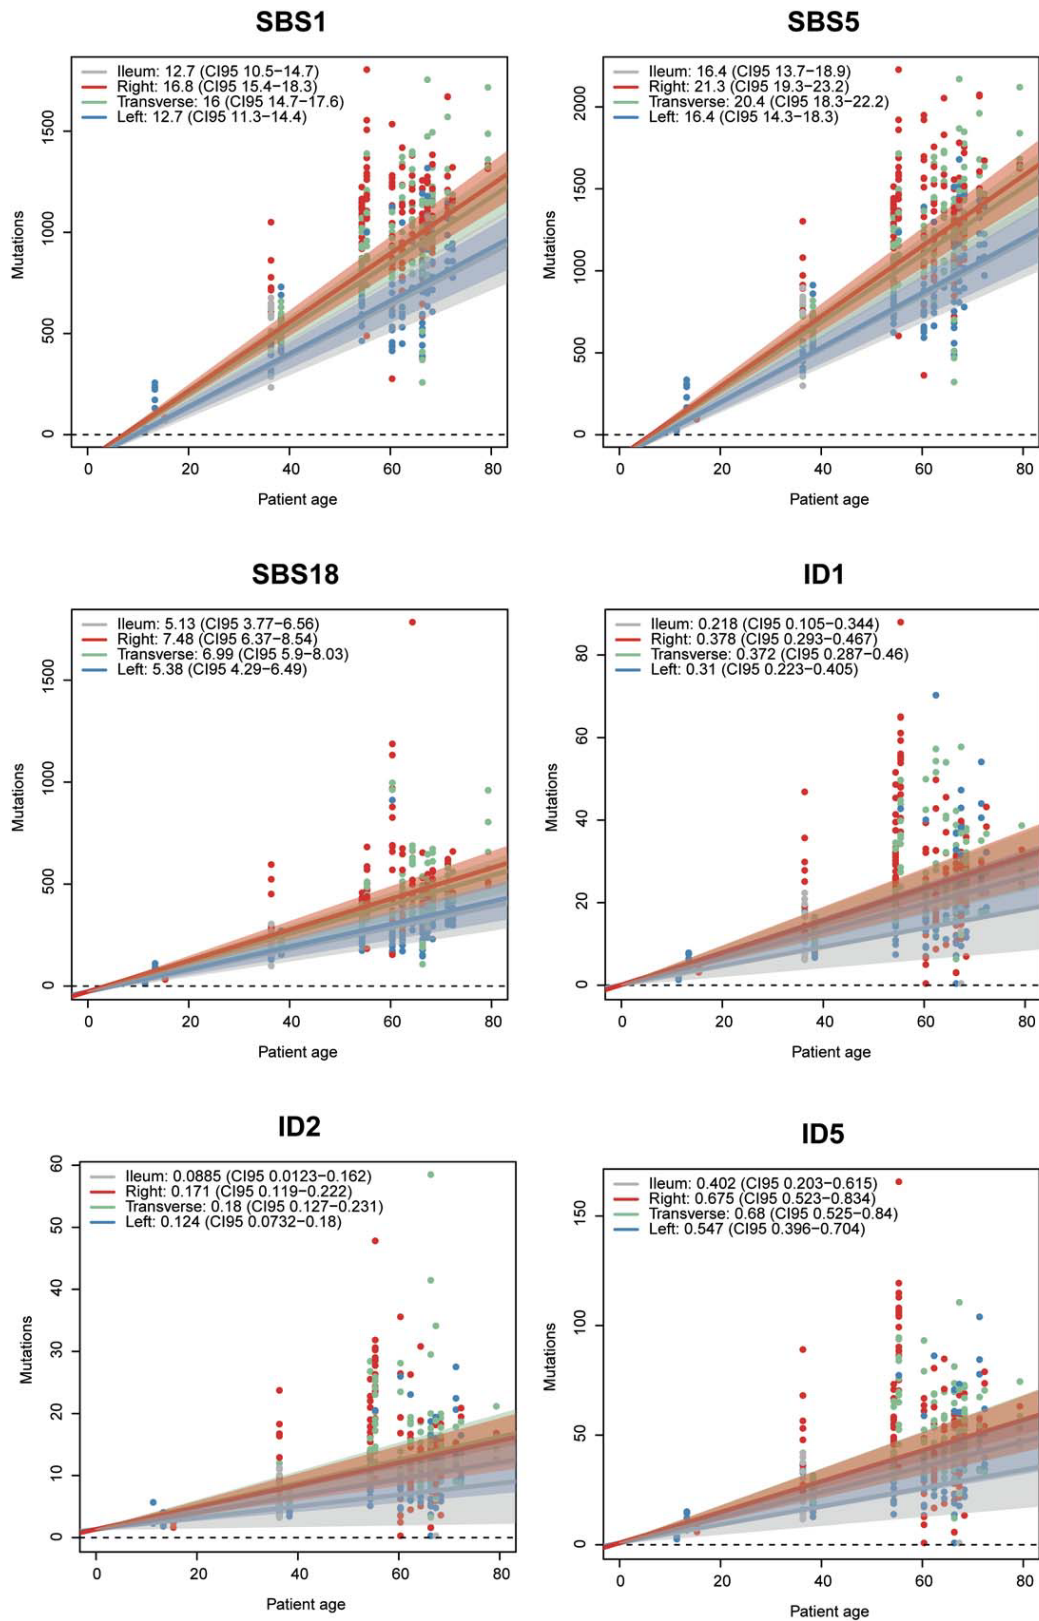 SBS1
Ileum: 12.7 (CI95 10.5−14.7)
Right: 16.8 (CI95 15.4−18.3)
Transverse: 16 (CI95 14.7−17.6)
Left: 12.7 (CI95 11.3−14.4)
Mutations
1500
1000
500
0
0 20 40 60 80
Patient age
SBS5
Ileum: 16.4 (CI95 13.7−18.9)
Right: 21.3 (CI95 19.3−23.2)
Transverse: 20.4 (CI95 18.3−22.2)
Left: 16.4 (CI95 14.3−18.3)
Mutations
2000
1500
1000
500
0
0 20 40 60 80
Patient age
SBS18
Ileum: 5.13 (CI95 3.77−6.56)
Right: 7.48 (CI95 6.37−8.54)
Transverse: 6.99 (CI95 5.9−8.03)
Left: 5.38 (CI95 4.29−6.49)
Mutations
1500
1000
500
0
0 20 40 60 80
Patient age
ID1
Ileum: 0.218 (CI95 0.105−0.344)
Right: 0.378 (CI95 0.293−0.467)
Transverse: 0.372 (CI95 0.287−0.46)
Left: 0.31 (CI95 0.223−0.405)
Mutations
80
60
40
20
0
0 20 40 60 80
Patient age
ID2
Ileum: 0.0885 (CI95 0.0123−0.162)
Right: 0.171 (CI95 0.119−0.222)
Transverse: 0.18 (CI95 0.127−0.231)
Left: 0.124 (CI95 0.0732−0.18)
Mutations
60
50
40
30
20
10
0
0 20 40 60 80
Patient age
ID5
Ileum: 0.402 (CI95 0.203−0.615)
Right: 0.675 (CI95 0.523−0.834)
Transverse: 0.68 (CI95 0.525−0.84)
Left: 0.547 (CI95 0.396−0.704)
Mutations
150
100
50
0
0 20 40 60 80
Patient age